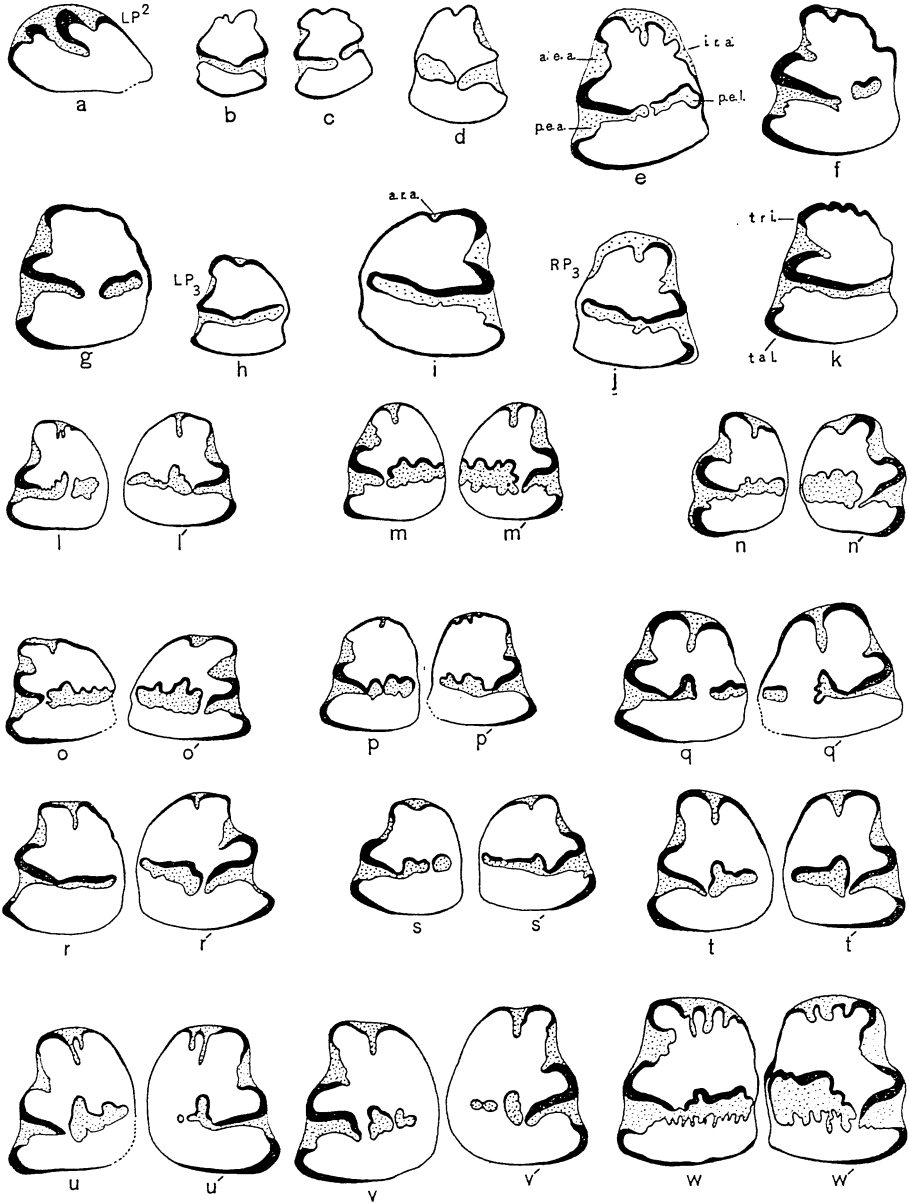 LP2
a
b
c
d
a.e.a.
i.r.a.
p.e.l.
p.e.a.
e
f
g
LP3
h
a.r.a.
i
RP3
j
tri.
tal.
k
l
l′
m
m′
n
n′
o
o′
p
p′
q
q′
r
r′
s
s′
t
t′
u
u′
v
v′
w
w′